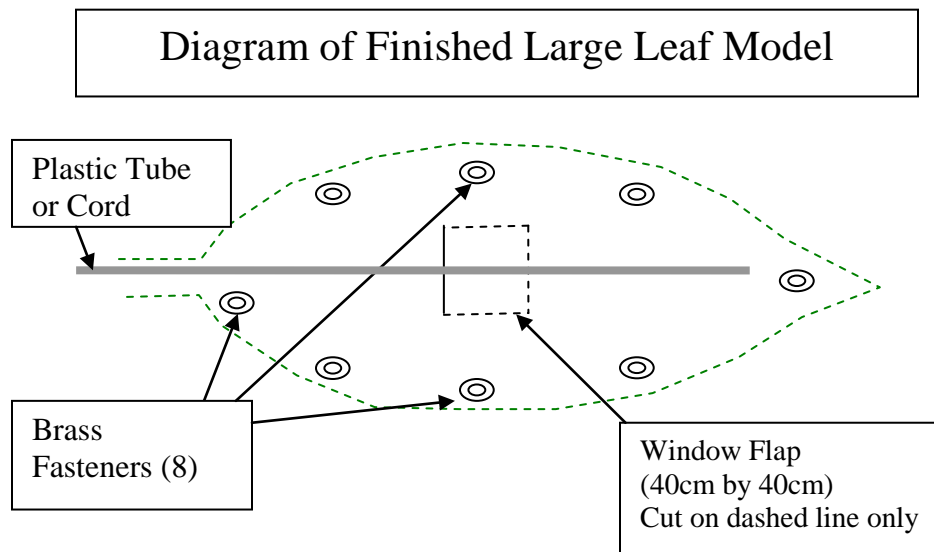 Diagram of Finished Large Leaf Model
Plastic Tube
or Cord
Brass
Fasteners (8)
Window Flap
(40cm by 40cm)
Cut on dashed line only